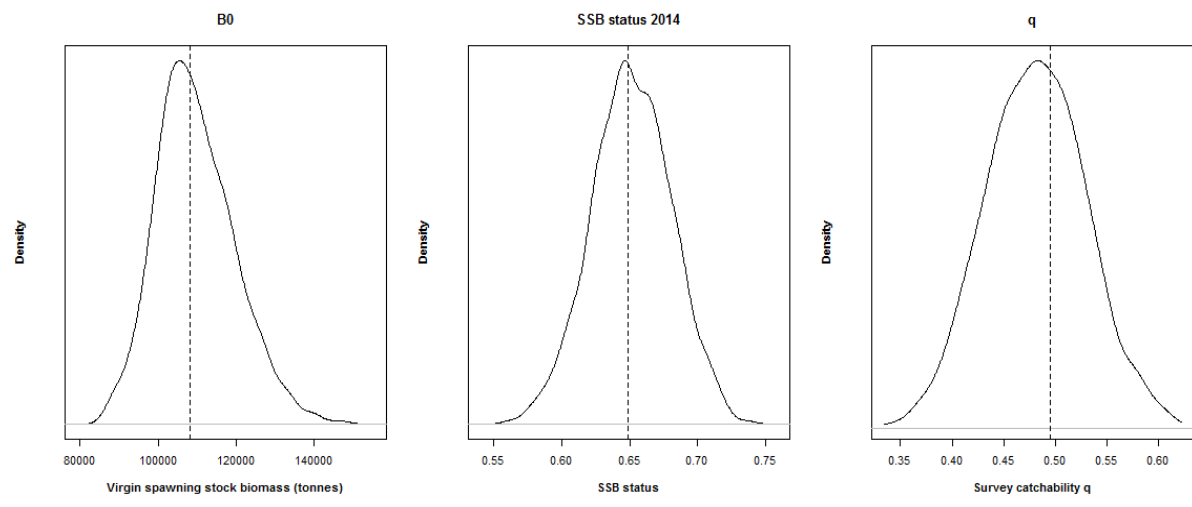 B0
Density
80000 100000 120000 140000
Virgin spawning stock biomass (tonnes)
SSB status 2014
Density
0.55 0.60 0.65 0.70 0.75
SSB status
q
Density
0.35 0.40 0.45 0.50 0.55 0.60
Survey catchability q